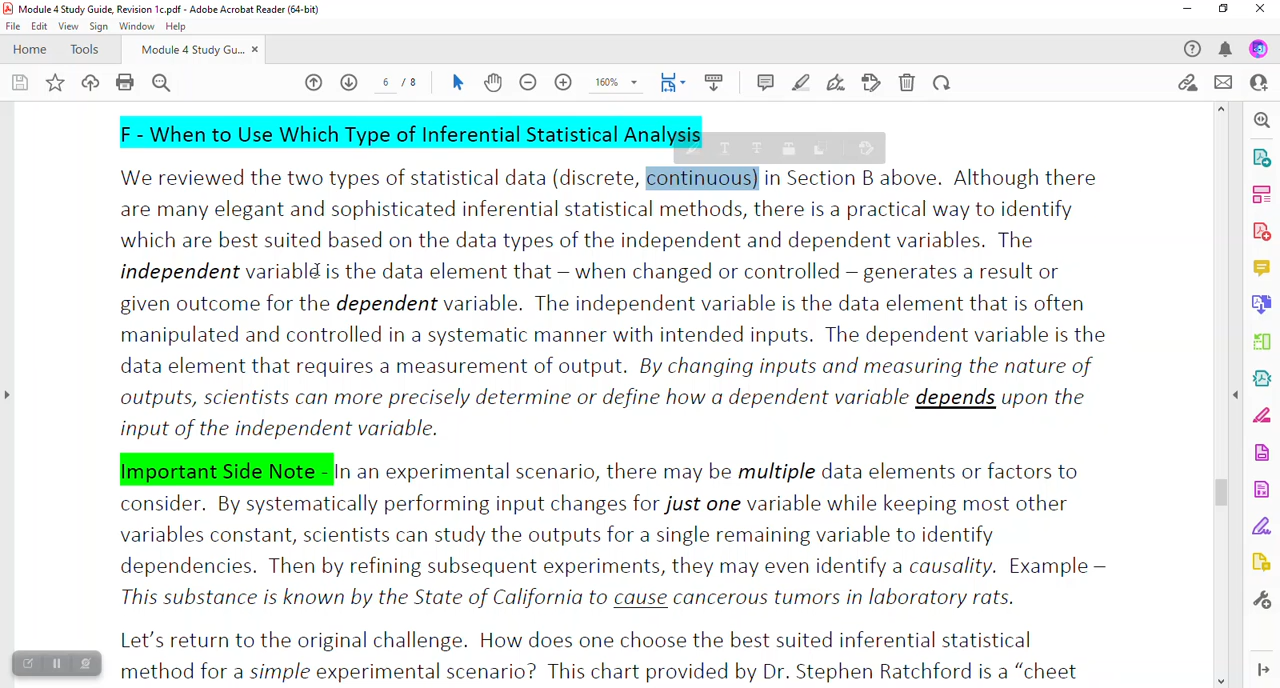 Module 4 Study Guide, Revision 1c.pdf - Adobe Acrobat Reader (64-bit)
File Edit View Sign Window Help
Home Tools Module 4 Study Gu... ×
6 / 8 160%
F - When to Use Which Type of Inferential Statistical Analysis
We reviewed the two types of statistical data (discrete, continuous) in Section B above. Although there
are many elegant and sophisticated inferential statistical methods, there is a practical way to identify
which are best suited based on the data types of the independent and dependent variables. The
independent variable is the data element that – when changed or controlled – generates a result or
given outcome for the dependent variable. The independent variable is the data element that is often
manipulated and controlled in a systematic manner with intended inputs. The dependent variable is the
data element that requires a measurement of output. By changing inputs and measuring the nature of
outputs, scientists can more precisely determine or define how a dependent variable depends upon the
input of the independent variable.
Important Side Note - In an experimental scenario, there may be multiple data elements or factors to
consider. By systematically performing input changes for just one variable while keeping most other
variables constant, scientists can study the outputs for a single remaining variable to identify
dependencies. Then by refining subsequent experiments, they may even identify a causality. Example –
This substance is known by the State of California to cause cancerous tumors in laboratory rats.
Let's return to the original challenge. How does one choose the best suited inferential statistical
method for a simple experimental scenario? This chart provided by Dr. Stephen Ratchford is a "cheet